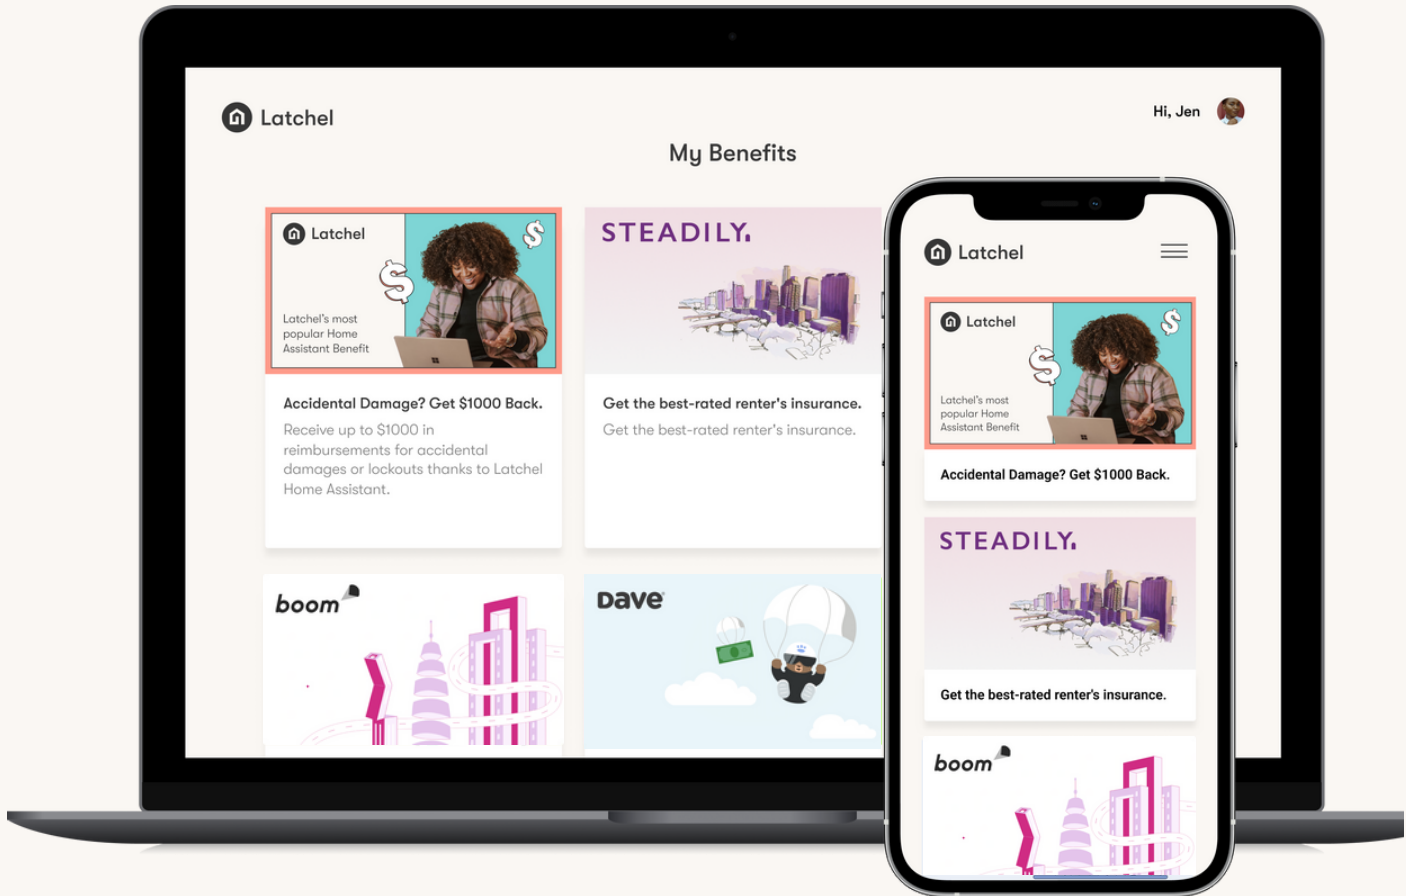 Latchel
Hi, Jen
My Benefits
Latchel
Latchel's most
popular Home
Assistant Benefit
Accidental Damage? Get $1000 Back.
Receive up to $1000 in
reimbursements for accidental
damages or lockouts thanks to Latchel
Home Assistant.
STEADILY.
Get the best-rated renter's insurance.
Get the best-rated renter's insurance.
boom
Dave
Latchel
Latchel
Latchel's most
popular Home
Assistant Benefit
Accidental Damage? Get $1000 Back.
STEADILY.
Get the best-rated renter's insurance.
boom